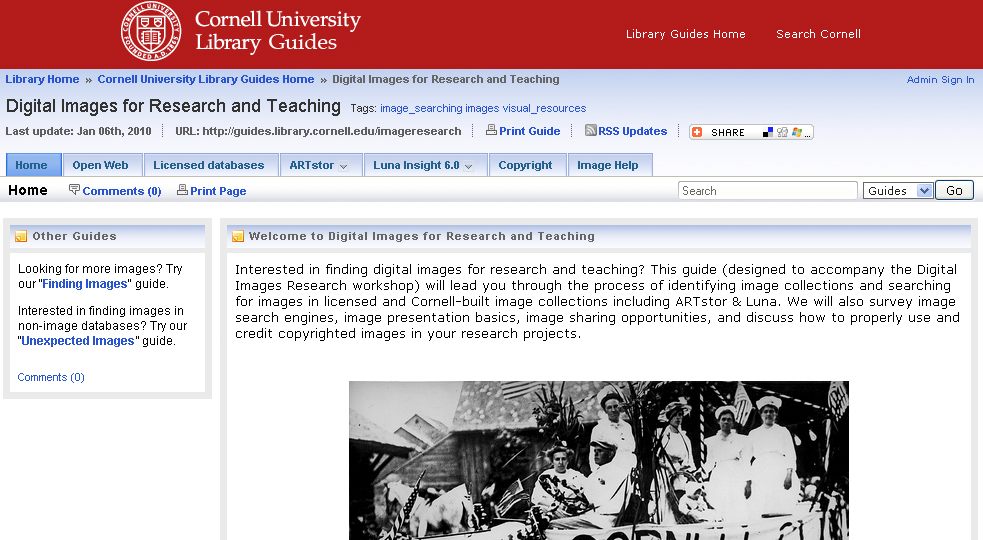 Cornell University
Library Guides
Library Guides Home Search Cornell
Library Home » Cornell University Library Guides Home » Digital Images for Research and Teaching
Admin Sign In
Digital Images for Research and Teaching Tags: image_searching images visual_resources
Last update: Jan 06th, 2010 URL: http://guides.library.cornell.edu/imageresearch Print Guide RSS Updates SHARE ...
Home Open Web Licensed databases ARTstor Luna Insight 6.0 Copyright Image Help
Home Comments (0) Print Page Search Guides Go
Other Guides
Looking for more images? Try
our "Finding Images" guide.
Interested in finding images in
non-image databases? Try our
"Unexpected Images" guide.
Comments (0)
Welcome to Digital Images for Research and Teaching
Interested in finding digital images for research and teaching? This guide (designed to accompany the Digital
Images Research workshop) will lead you through the process of identifying image collections and searching
for images in licensed and Cornell-built image collections including ARTstor & Luna. We will also survey image
search engines, image presentation basics, image sharing opportunities, and discuss how to properly use and
credit copyrighted images in your research projects.